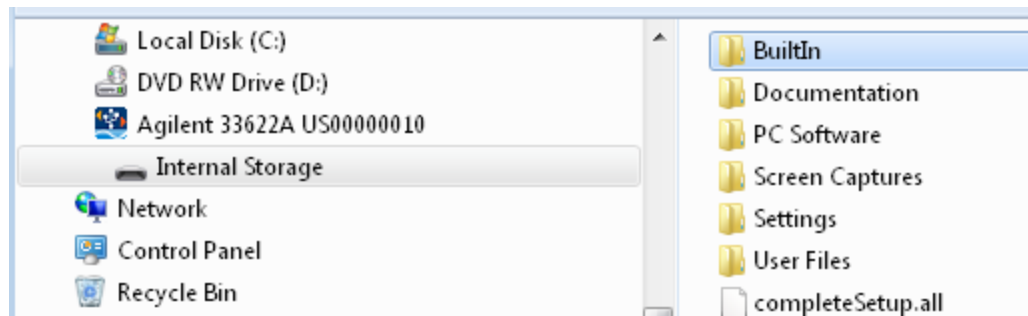 Local Disk (C:)
DVD RW Drive (D:)
Agilent 33622A US00000010
Internal Storage
Network
Control Panel
Recycle Bin
BuiltIn
Documentation
PC Software
Screen Captures
Settings
User Files
completeSetup.all